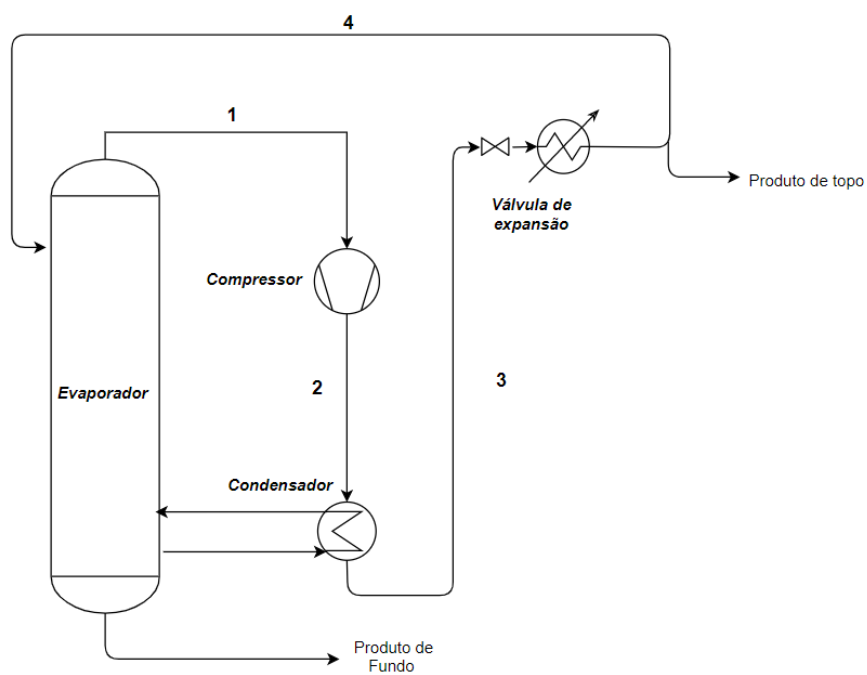 4
1
Válvula de
expansão
Produto de topo
Compressor
2
3
Evaporador
Condensador
Produto de
Fundo